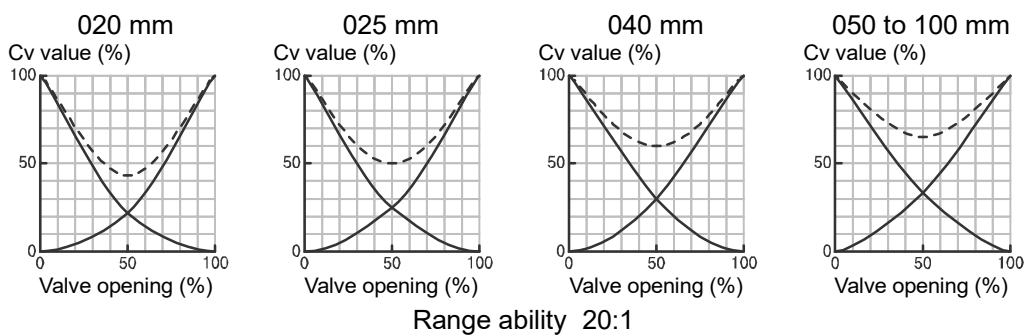 020 mm
Cv value (%)
100
50
0
0 50 100
Valve opening (%)
025 mm
Cv value (%)
100
50
0
0 50 100
Valve opening (%)
040 mm
Cv value (%)
100
50
0
0 50 100
Valve opening (%)
050 to 100 mm
Cv value (%)
100
50
0
0 50 100
Valve opening (%)
Range ability 20:1